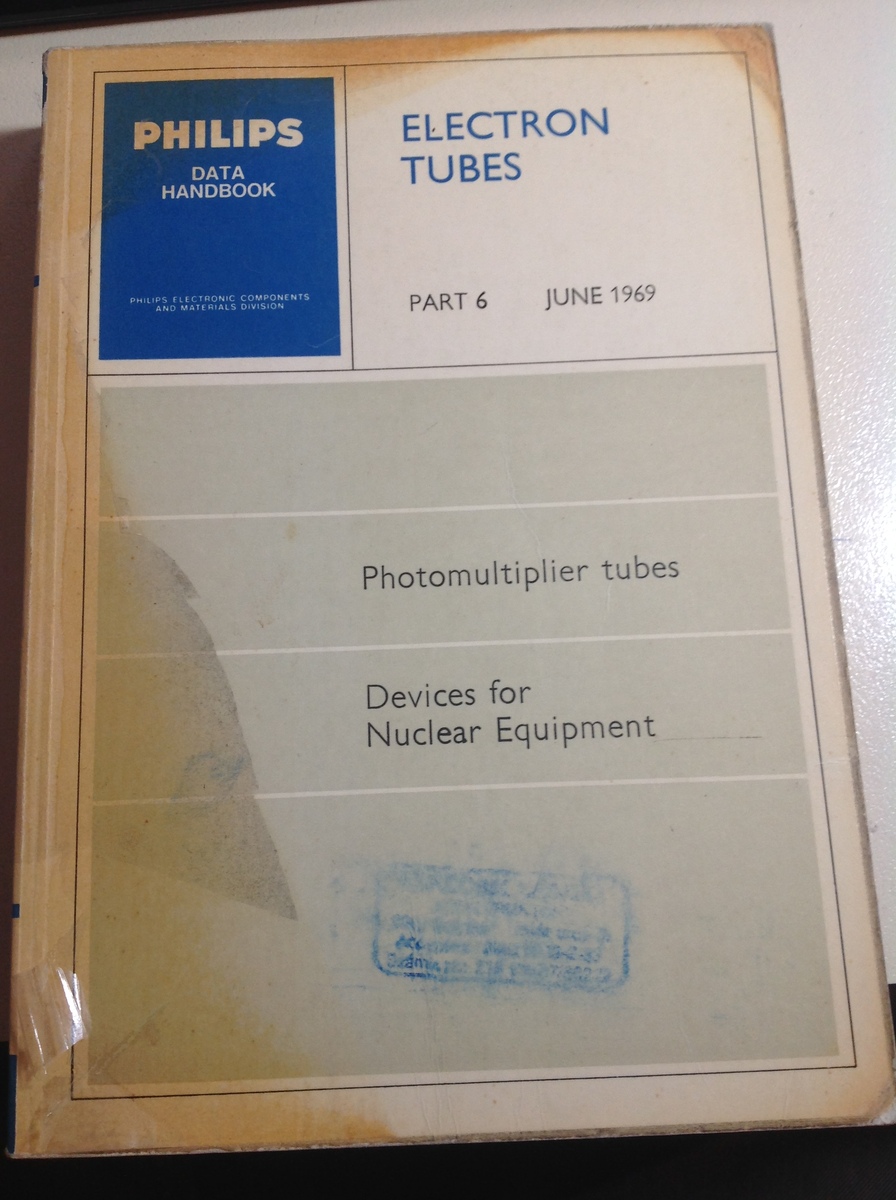 PHILIPS
DATA
HANDBOOK
PHILIPS ELECTRONIC COMPONENTS
AND MATERIALS DIVISION
ELECTRON
TUBES
PART 6 JUNE 1969
Photomultiplier tubes
Devices for
Nuclear Equipment